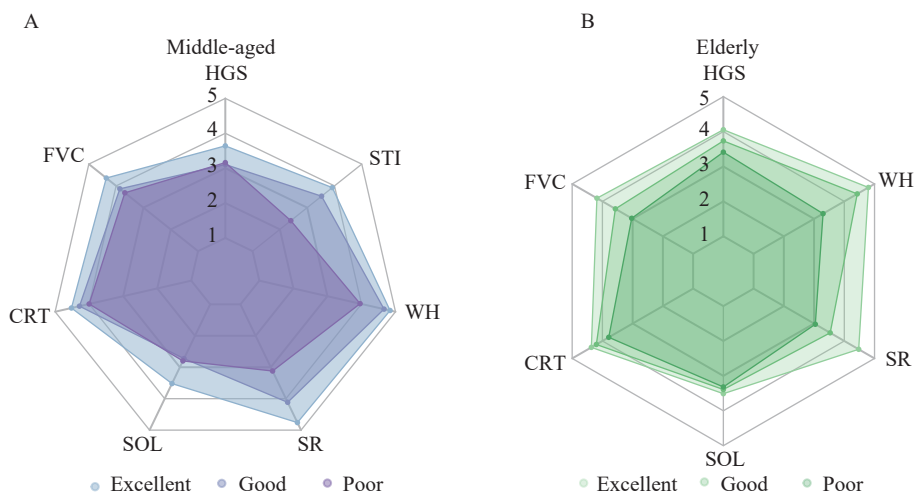 A
Middle-aged
HGS
5
4
3
2
1
STI
WH
SR
SOL
CRT
FVC
Excellent Good Poor
B
Elderly
HGS
5
4
3
2
1
WH
SR
SOL
CRT
FVC
Excellent Good Poor